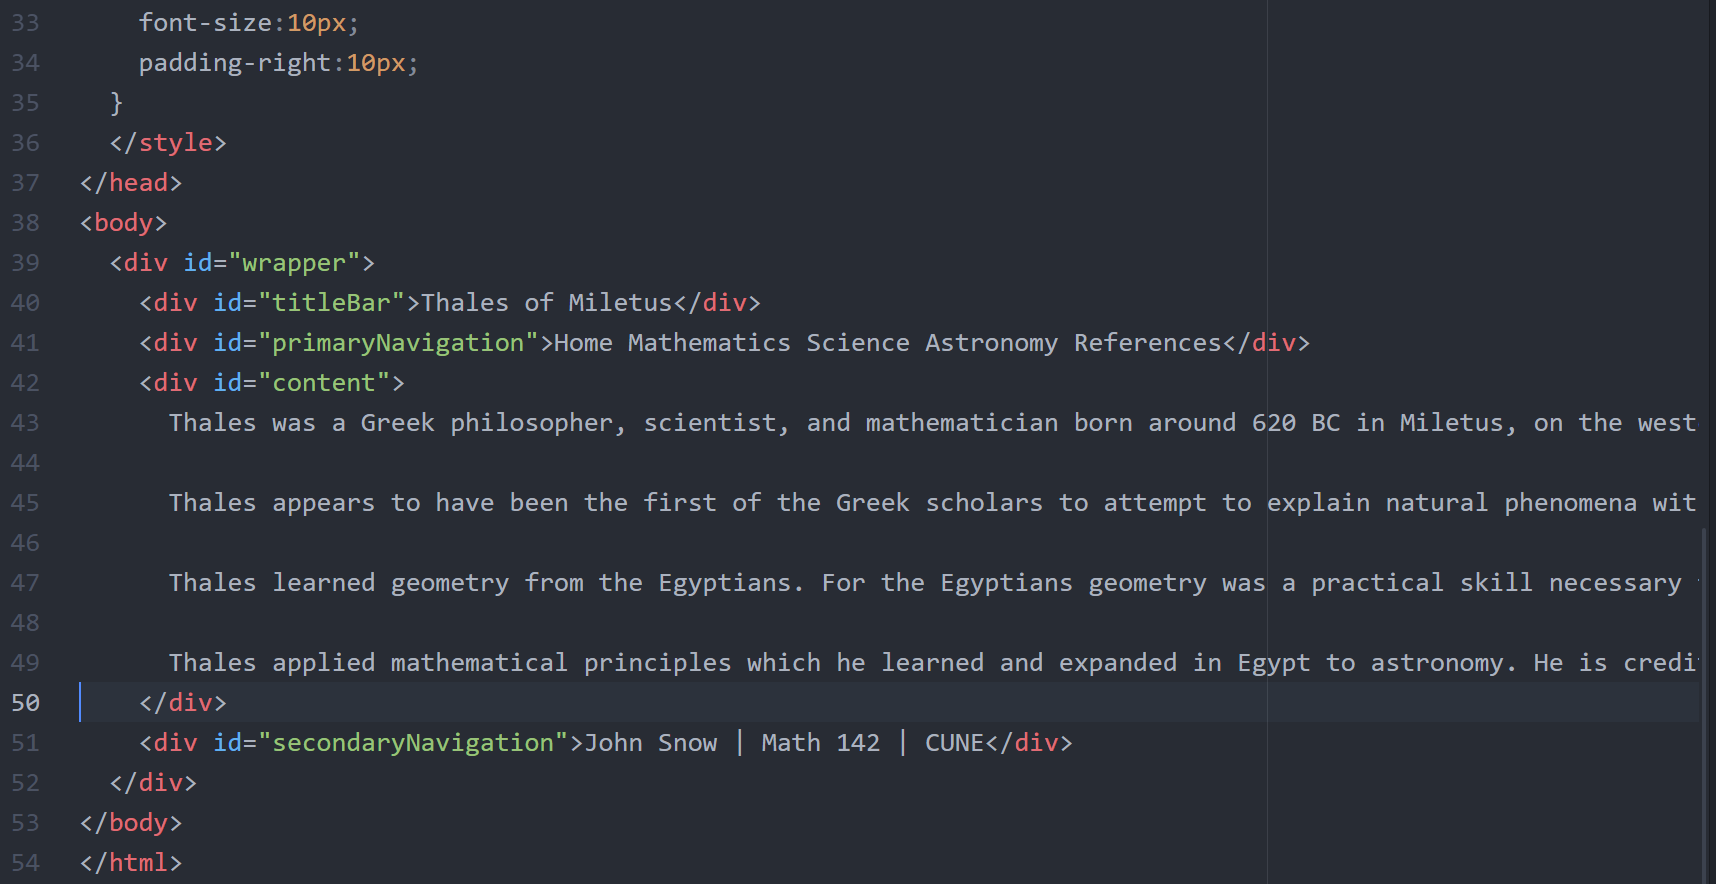 33 font-size:10px;
34 padding-right:10px;
35 }
36 </style>
37 </head>
38 <body>
39 <div id="wrapper">
40 <div id="titleBar">Thales of Miletus</div>
41 <div id="primaryNavigation">Home Mathematics Science Astronomy References</div>
42 <div id="content">
43 Thales was a Greek philosopher, scientist, and mathematician born around 620 BC in Miletus, on the west
44
45 Thales appears to have been the first of the Greek scholars to attempt to explain natural phenomena wit
46
47 Thales learned geometry from the Egyptians. For the Egyptians geometry was a practical skill necessary
48
49 Thales applied mathematical principles which he learned and expanded in Egypt to astronomy. He is credi
50 </div>
51 <div id="secondaryNavigation">John Snow | Math 142 | CUNE</div>
52 </div>
53 </body>
54 </html>